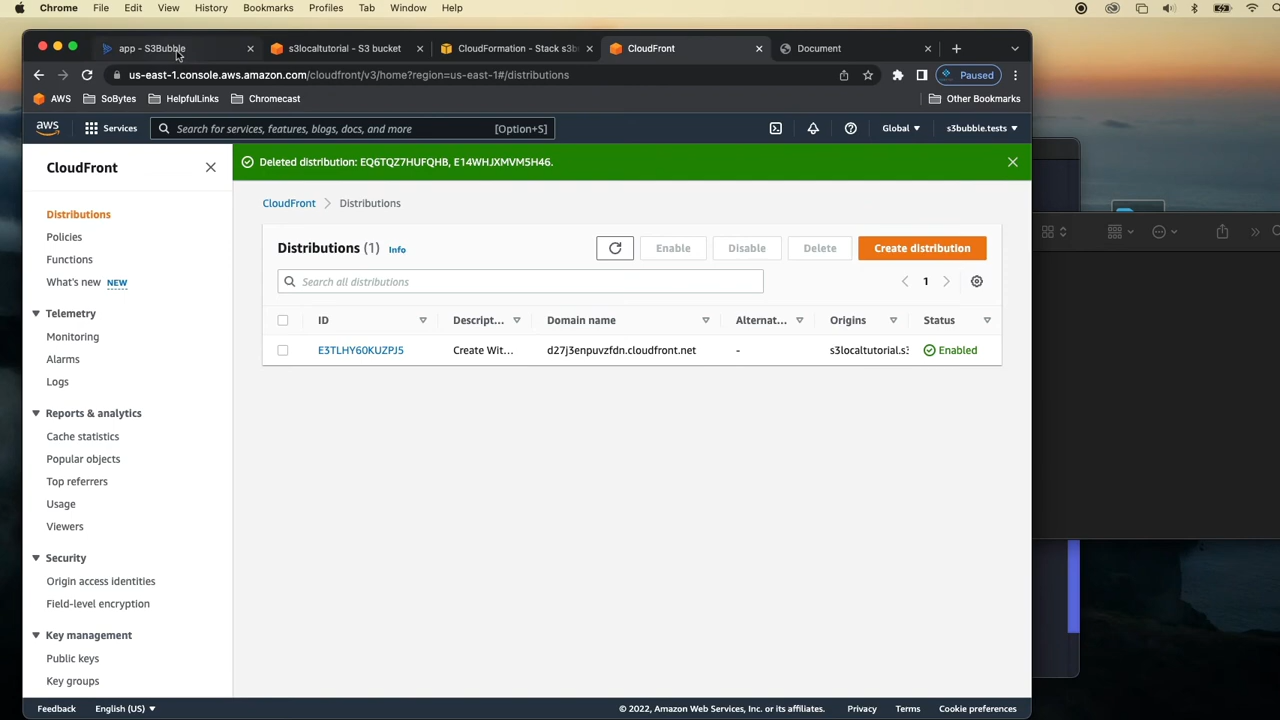 Chrome File Edit View History Bookmarks Profiles Tab Window Help
app - S3Bubble s3localtutorial - S3 bucket CloudFormation - Stack s3b CloudFront Document
us-east-1.console.aws.amazon.com/cloudfront/v3/home?region=us-east-1#/distributions Paused
AWS SoBytes HelpfulLinks Chromecast Other Bookmarks
aws Services Search for services, features, blogs, docs, and more [Option+S] Global s3bubble.tests
CloudFront
Distributions
Policies
Functions
What's new NEW
Telemetry
Monitoring
Alarms
Logs
Reports & analytics
Cache statistics
Popular objects
Top referrers
Usage
Viewers
Security
Origin access identities
Field-level encryption
Key management
Public keys
Key groups
Deleted distribution: EQ6TQZ7HUFQHB, E14WHJXMVM5H46.
CloudFront Distributions
Distributions (1) Info Enable Disable Delete Create distribution
Search all distributions 1
ID Descript... Domain name Alternat... Origins Status
E3TLHY60KUZPJ5 Create Wit... d27j3enpuvzfdn.cloudfront.net - s3localtutorial.s3 Enabled
Feedback English (US) © 2022, Amazon Web Services, Inc. or its affiliates. Privacy Terms Cookie preferences